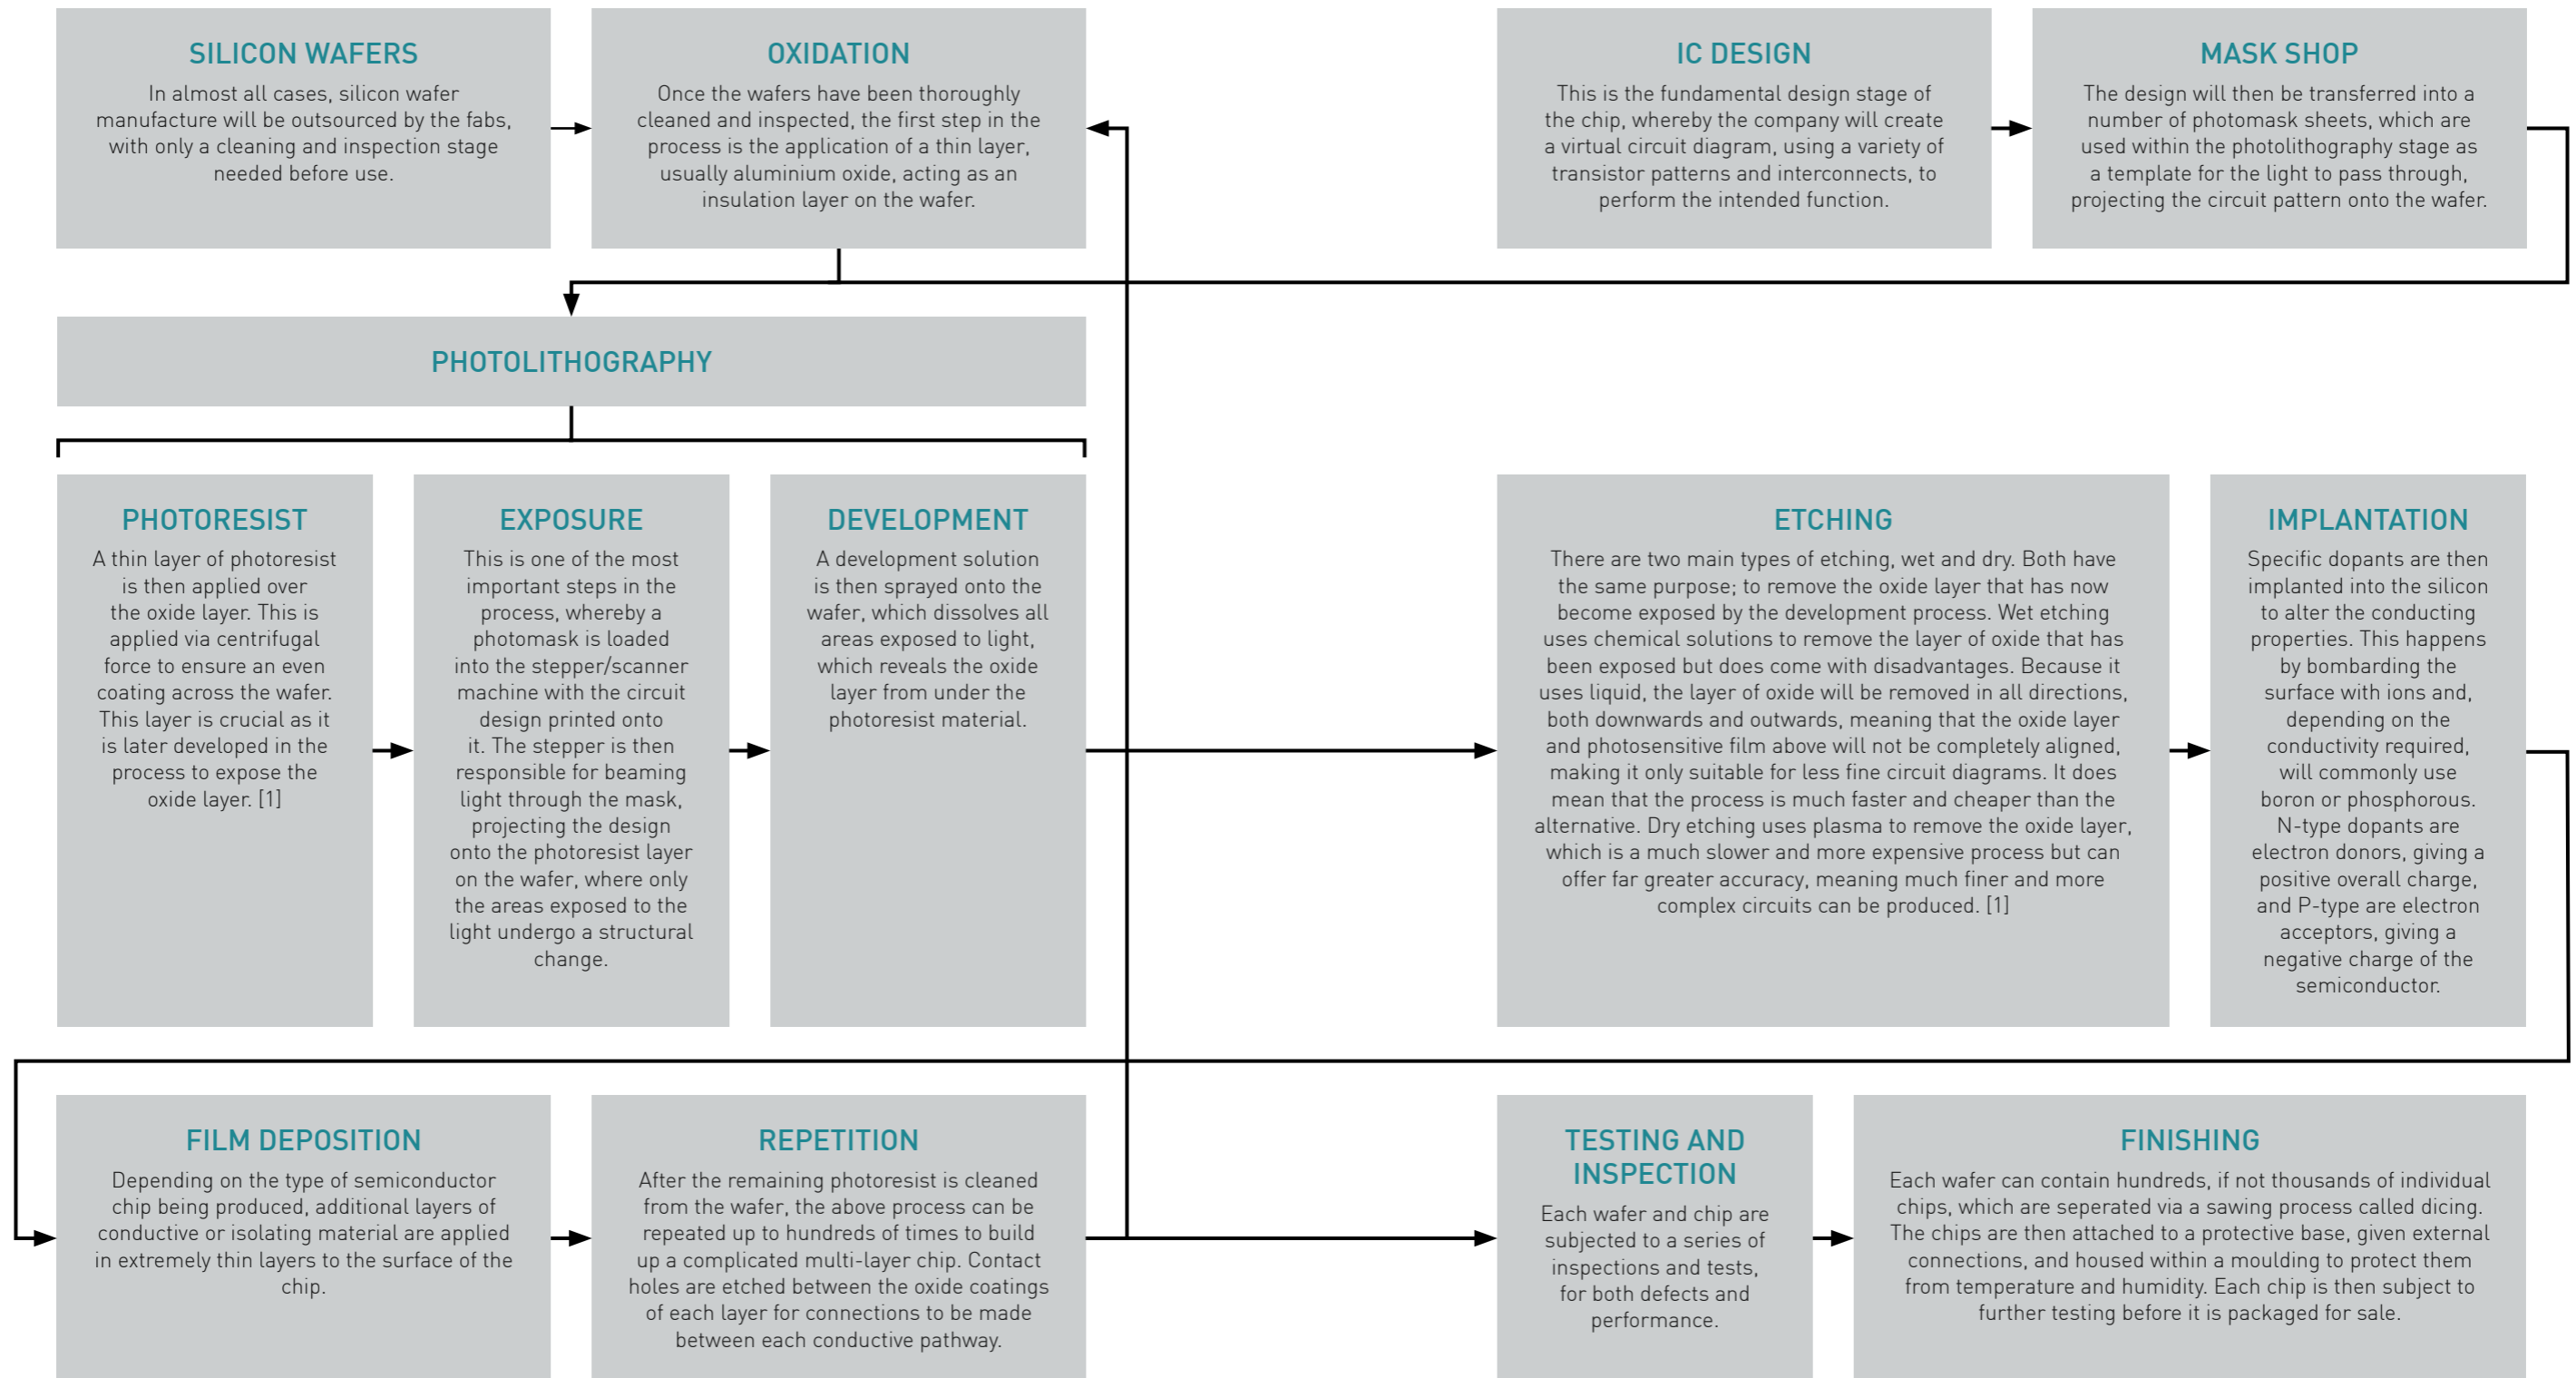 SILICON WAFERS
In almost all cases, silicon wafer
manufacture will be outsourced by the fabs,
with only a cleaning and inspection stage
needed before use.
OXIDATION
Once the wafers have been thoroughly
cleaned and inspected, the first step in the
process is the application of a thin layer,
usually aluminium oxide, acting as an
insulation layer on the wafer.
IC DESIGN
This is the fundamental design stage of
the chip, whereby the company will create
a virtual circuit diagram, using a variety of
transistor patterns and interconnects, to
perform the intended function.
MASK SHOP
The design will then be transferred into a
number of photomask sheets, which are
used within the photolithography stage as
a template for the light to pass through,
projecting the circuit pattern onto the wafer.
PHOTOLITHOGRAPHY
PHOTORESIST
A thin layer of photoresist
is then applied over
the oxide layer. This is
applied via centrifugal
force to ensure an even
coating across the wafer.
This layer is crucial as it
is later developed in the
process to expose the
oxide layer. [1]
EXPOSURE
This is one of the most
important steps in the
process, whereby a
photomask is loaded
into the stepper/scanner
machine with the circuit
design printed onto
it. The stepper is then
responsible for beaming
light through the mask,
projecting the design
onto the photoresist layer
on the wafer, where only
the areas exposed to the
light undergo a structural
change.
DEVELOPMENT
A development solution
is then sprayed onto the
wafer, which dissolves all
areas exposed to light,
which reveals the oxide
layer from under the
photoresist material.
ETCHING
There are two main types of etching, wet and dry. Both have
the same purpose; to remove the oxide layer that has now
become exposed by the development process. Wet etching
uses chemical solutions to remove the layer of oxide that has
been exposed but does come with disadvantages. Because it
uses liquid, the layer of oxide will be removed in all directions,
both downwards and outwards, meaning that the oxide layer
and photosensitive film above will not be completely aligned,
making it only suitable for less fine circuit diagrams. It does
mean that the process is much faster and cheaper than the
alternative. Dry etching uses plasma to remove the oxide layer,
which is a much slower and more expensive process but can
offer far greater accuracy, meaning much finer and more
complex circuits can be produced. [1]
IMPLANTATION
Specific dopants are then
implanted into the silicon
to alter the conducting
properties. This happens
by bombarding the
surface with ions and,
depending on the
conductivity required,
will commonly use
boron or phosphorous.
N-type dopants are
electron donors, giving a
positive overall charge,
and P-type are electron
acceptors, giving a
negative charge of the
semiconductor.
FILM DEPOSITION
Depending on the type of semiconductor
chip being produced, additional layers of
conductive or isolating material are applied
in extremely thin layers to the surface of the
chip.
REPETITION
After the remaining photoresist is cleaned
from the wafer, the above process can be
repeated up to hundreds of times to build
up a complicated multi-layer chip. Contact
holes are etched between the oxide coatings
of each layer for connections to be made
between each conductive pathway.
TESTING AND
INSPECTION
Each wafer and chip are
subjected to a series of
inspections and tests,
for both defects and
performance.
FINISHING
Each wafer can contain hundreds, if not thousands of individual
chips, which are seperated via a sawing process called dicing.
The chips are then attached to a protective base, given external
connections, and housed within a moulding to protect them
from temperature and humidity. Each chip is then subject to
further testing before it is packaged for sale.